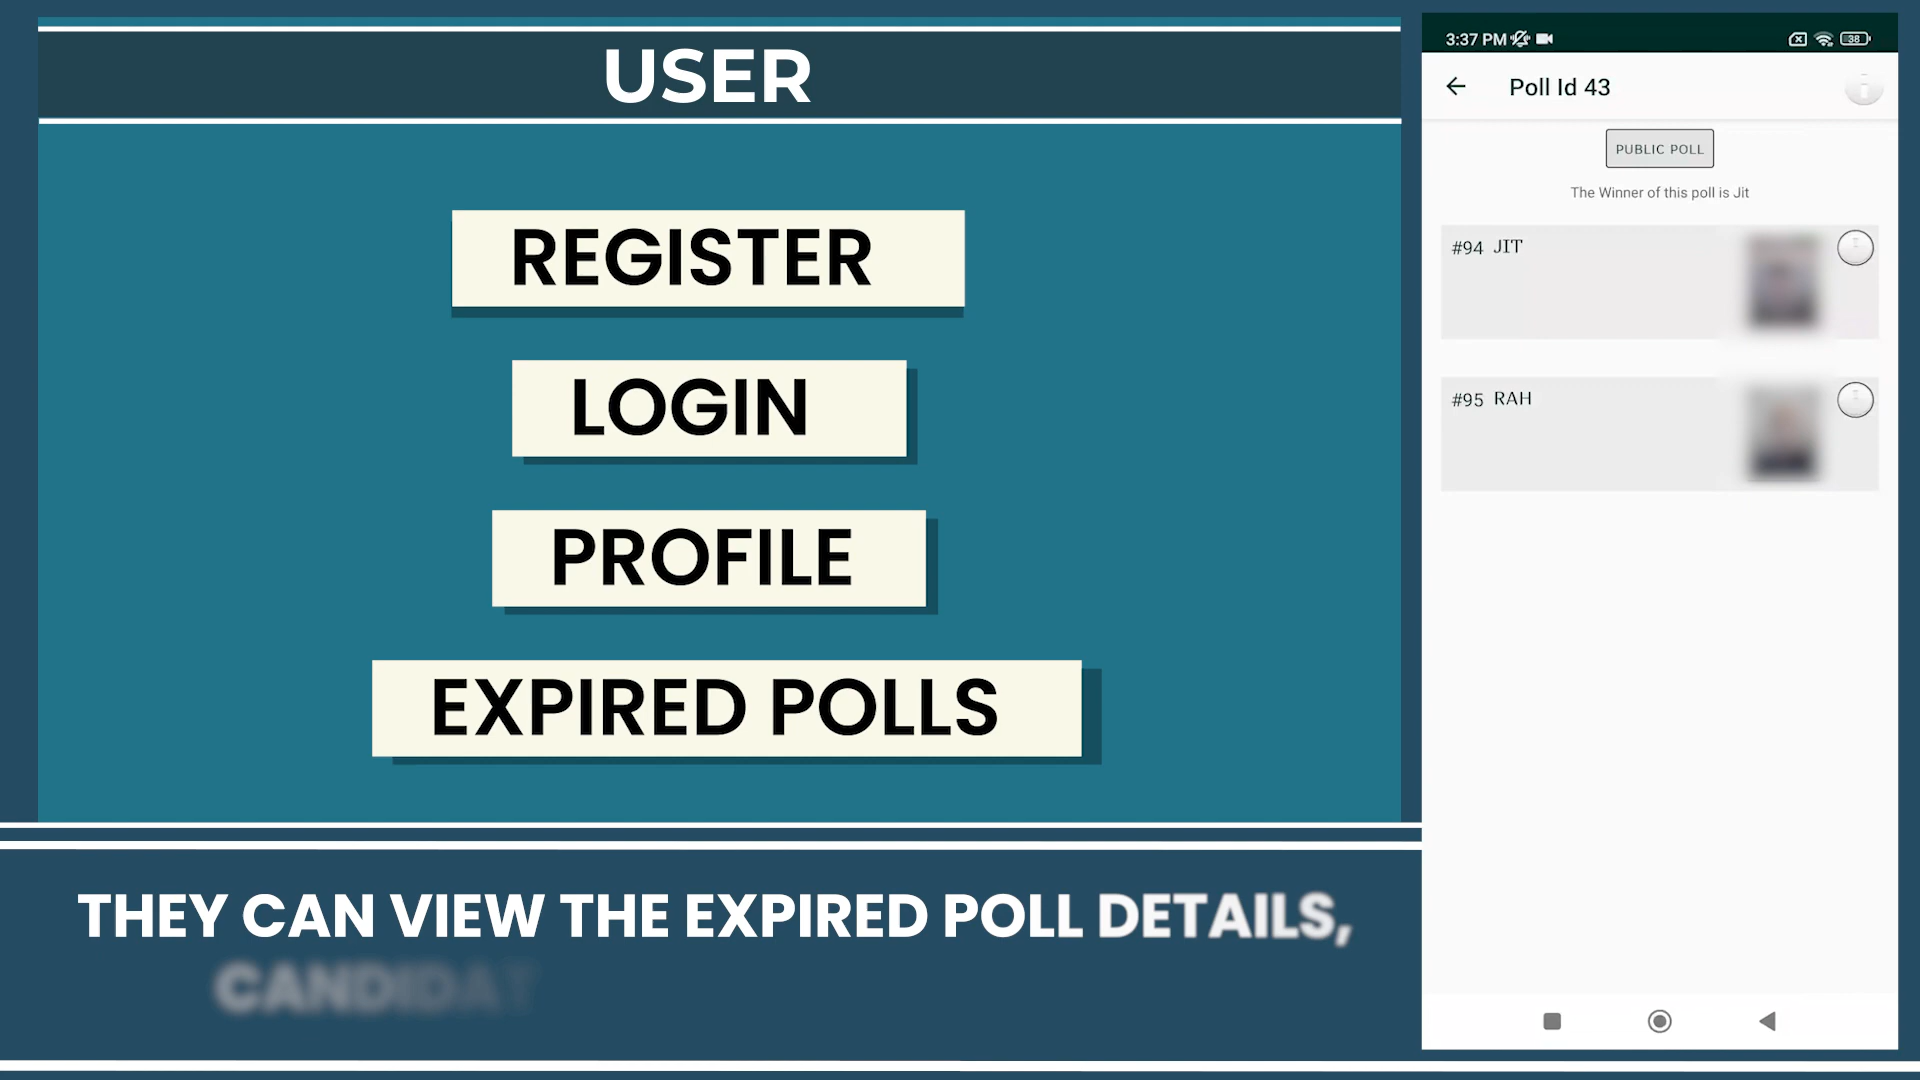 USER
REGISTER
LOGIN
PROFILE
EXPIRED POLLS
THEY CAN VIEW THE EXPIRED POLL DETAILS,
3:37 PM
38
Poll Id 43
PUBLIC POLL
The Winner of this poll is Jit
#94 JIT
#95 RAH